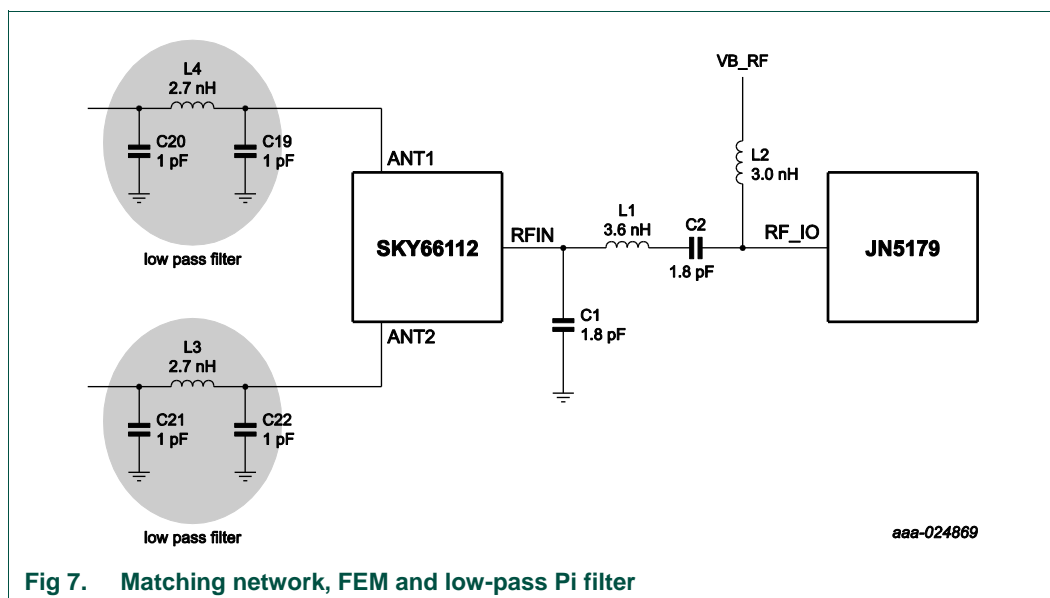 L4
2.7 nH
C20
1 pF
C19
1 pF
low pass filter
ANT1
SKY66112
RFIN
ANT2
L3
2.7 nH
C21
1 pF
C22
1 pF
low pass filter
C1
1.8 pF
L1
3.6 nH
C2
1.8 pF
VB_RF
L2
3.0 nH
RF_IO
JN5179
aaa-024869
Fig 7. Matching network, FEM and low-pass Pi filter